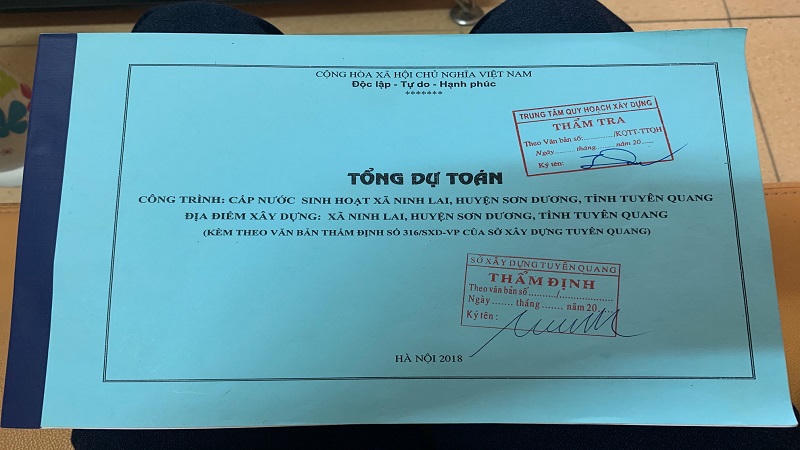 CỘNG HÒA XÃ HỘI CHỦ NGHĨA VIỆT NAM
Độc lập - Tự do - Hạnh phúc
*******
TRUNG TÂM QUY HOẠCH XÂY DỰNG
THẨM TRA
Theo Văn bản số............/KQTT-TTQH
Ngày........ tháng........ năm 20.....
Ký tên:
TỔNG DỰ TOÁN
CÔNG TRÌNH: CẤP NƯỚC SINH HOẠT XÃ NINH LAI, HUYỆN SƠN DƯƠNG, TỈNH TUYÊN QUANG
ĐỊA ĐIỂM XÂY DỰNG: XÃ NINH LAI, HUYỆN SƠN DƯƠNG, TỈNH TUYÊN QUANG
(KÈM THEO VĂN BẢN THẨM ĐỊNH SỐ 316/SXD-VP CỦA SỞ XÂY DỰNG TUYÊN QUANG)
SỞ XÂY DỰNG TUYÊN QUANG
THẨM ĐỊNH
Theo văn bản số........../..................
Ngày ....... tháng ....... năm 20....
Ký tên :
HÀ NỘI 2018